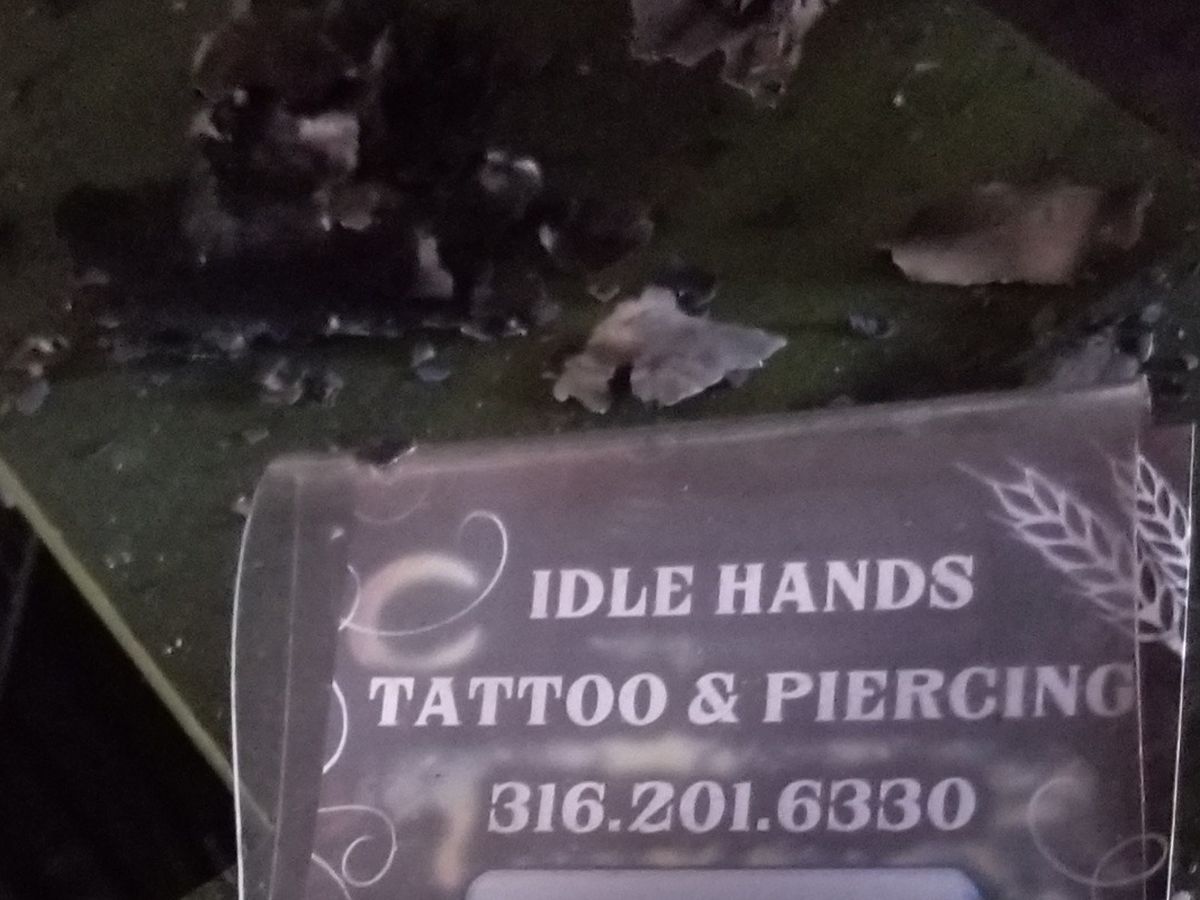 IDLE HANDS
TATTOO & PIERCING
316.201.6330